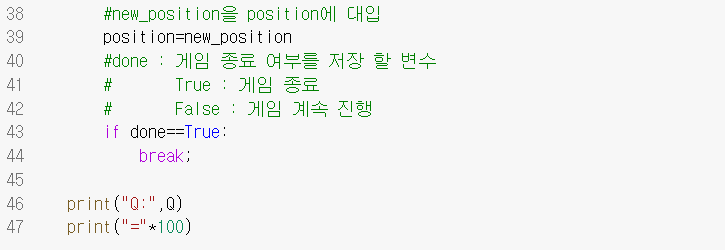 38 #new_position을 position에 대입
39 position=new_position
40 #done : 게임 종료 여부를 저장 할 변수
41 # True : 게임 종료
42 # False : 게임 계속 진행
43 if done==True:
44 break;
45
46 print("Q:",Q)
47 print("="*100)